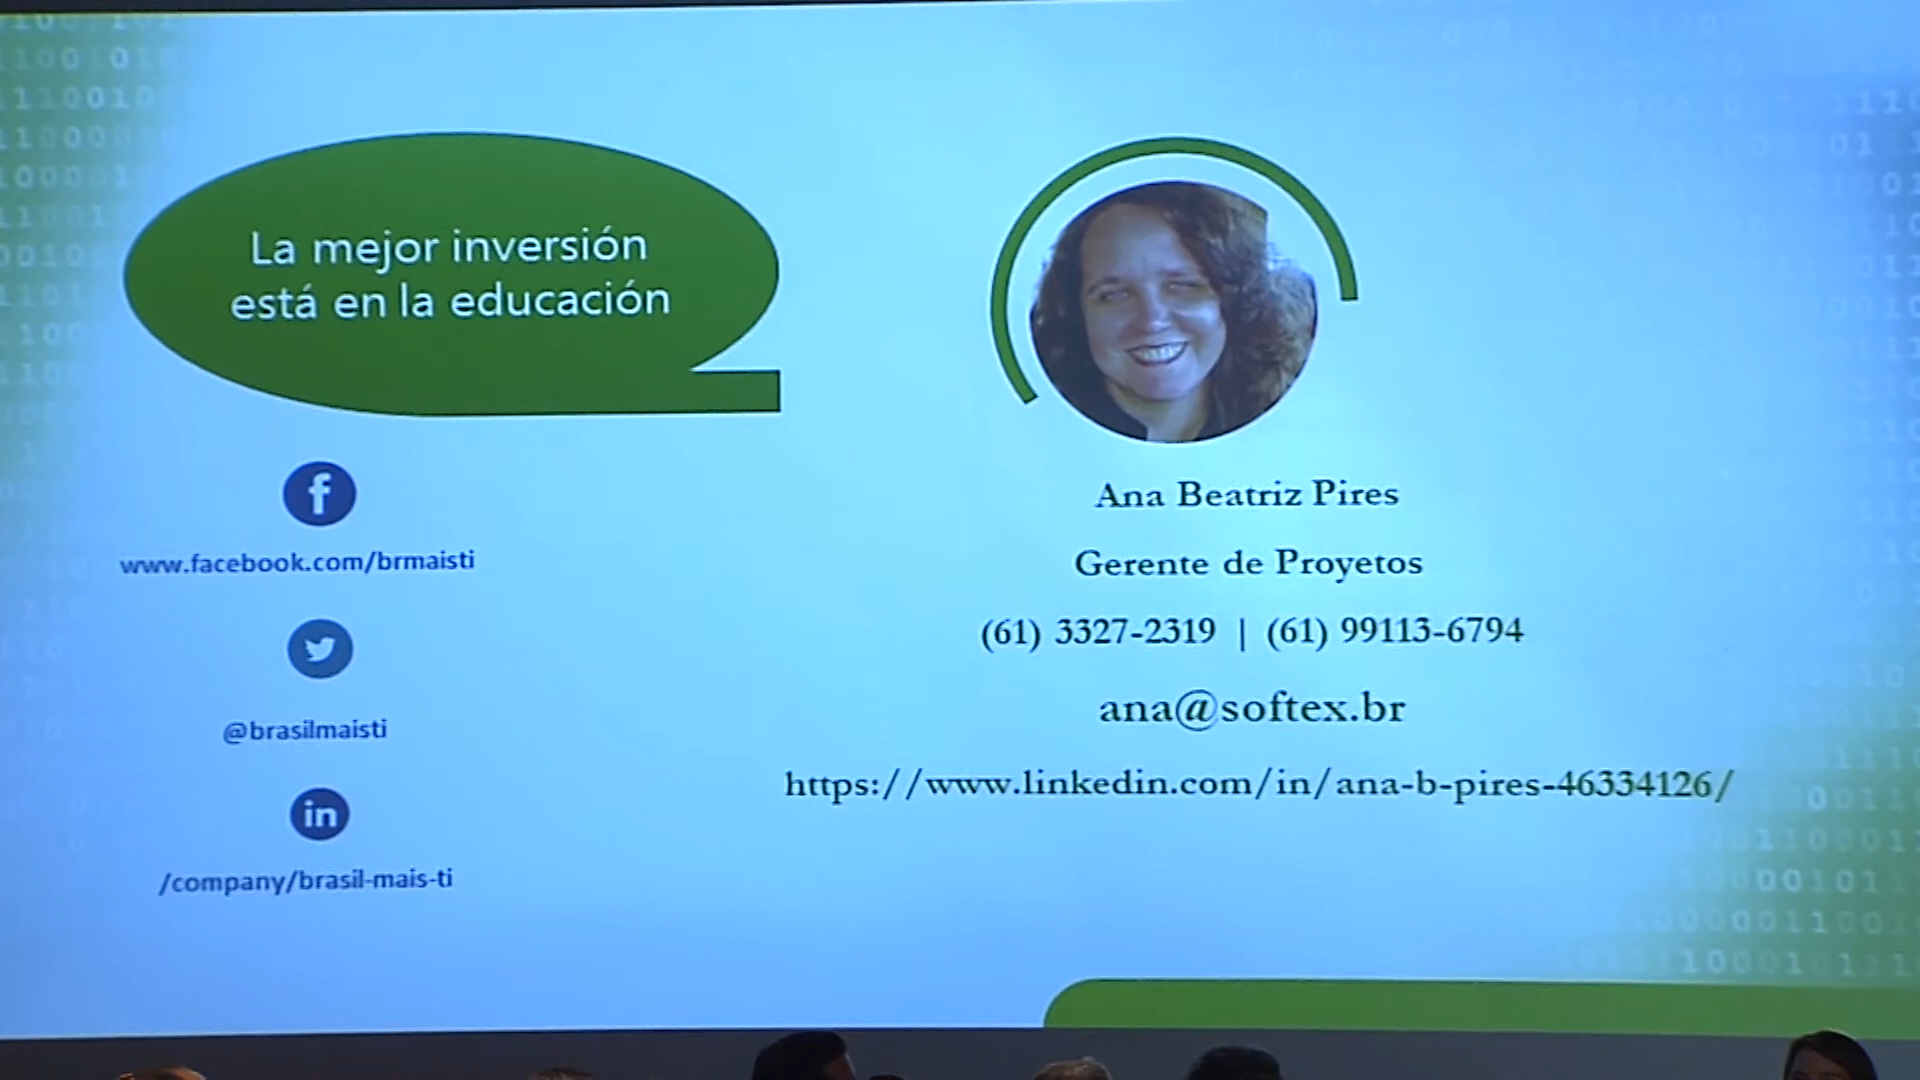 La mejor inversión
está en la educación
www.facebook.com/brmaisti
@brasilmaisti
in
/company/brasil-mais-ti
Ana Beatriz Pires
Gerente de Proyetos
(61) 3327-2319 | (61) 99113-6794
ana@softex.br
https://www.linkedin.com/in/ana-b-pires-46334126/